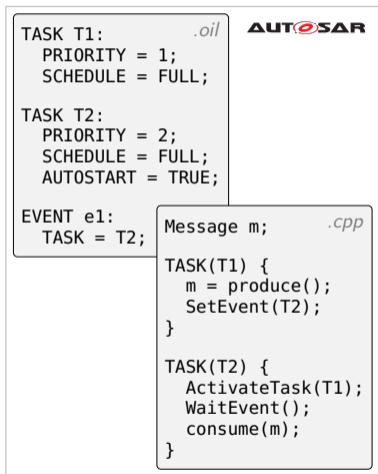 TASK T1: .oil
PRIORITY = 1;
SCHEDULE = FULL;
TASK T2:
PRIORITY = 2;
SCHEDULE = FULL;
AUTOSTART = TRUE;
EVENT e1:
TASK = T2;
AUTOSAR
Message m; .cpp
TASK(T1) {
m = produce();
SetEvent(T2);
}
TASK(T2) {
ActivateTask(T1);
WaitEvent();
consume(m);
}